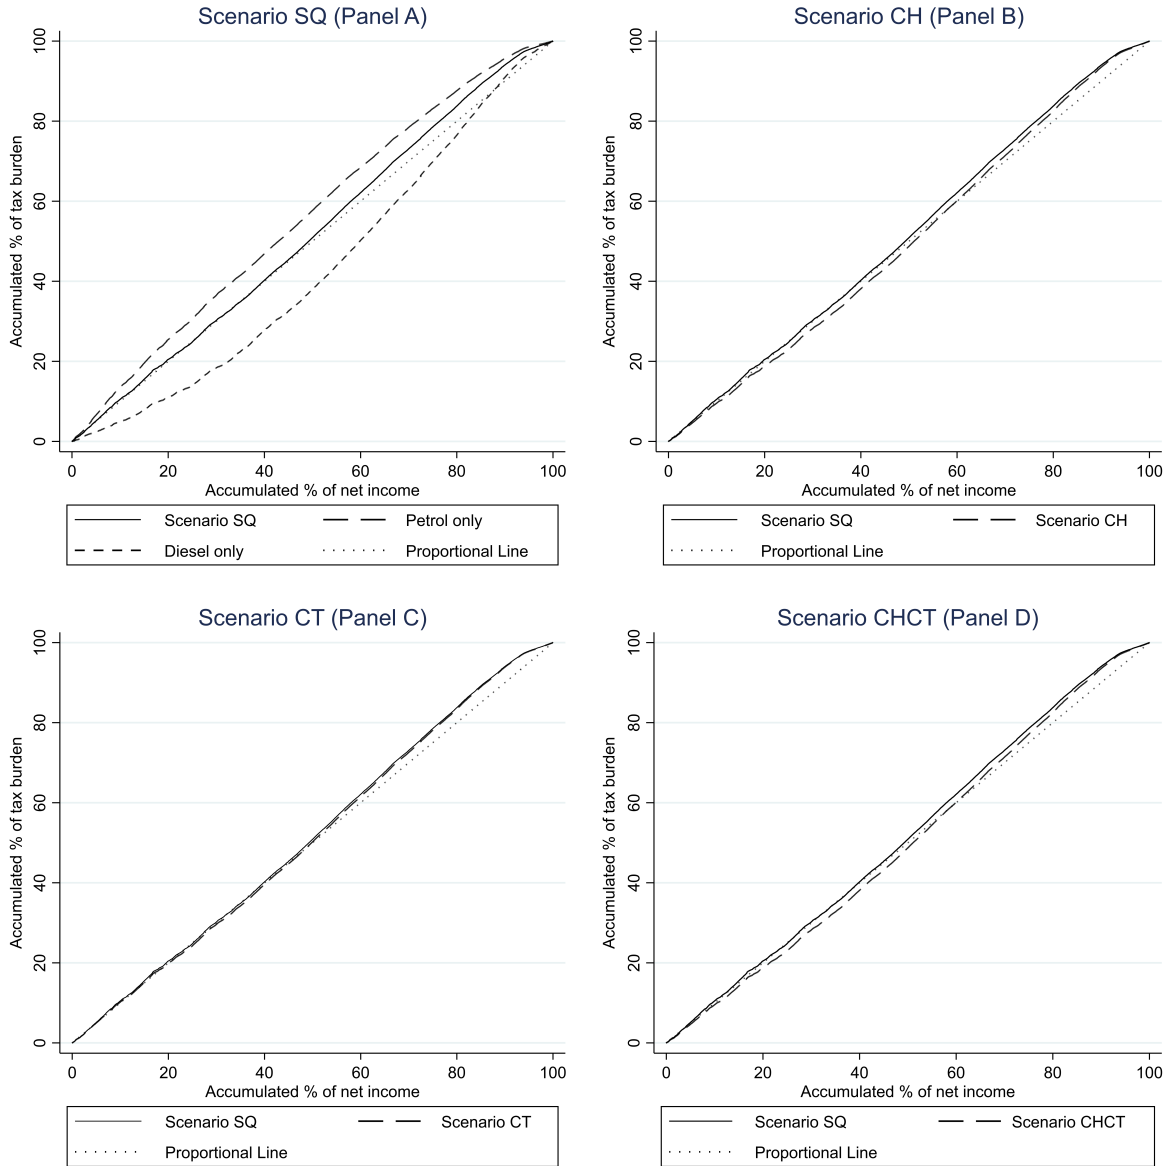 Scenario SQ (Panel A)
Accumulated % of tax burden
100
80
60
40
20
0
0 20 40 60 80 100
Accumulated % of net income
Scenario SQ Petrol only
Diesel only Proportional Line
Scenario CH (Panel B)
Accumulated % of tax burden
100
80
60
40
20
0
0 20 40 60 80 100
Accumulated % of net income
Scenario SQ Scenario CH
Proportional Line
Scenario CT (Panel C)
Accumulated % of tax burden
100
80
60
40
20
0
0 20 40 60 80 100
Accumulated % of net income
Scenario SQ Scenario CT
Proportional Line
Scenario CHCT (Panel D)
Accumulated % of tax burden
100
80
60
40
20
0
0 20 40 60 80 100
Accumulated % of net income
Scenario SQ Scenario CHCT
Proportional Line